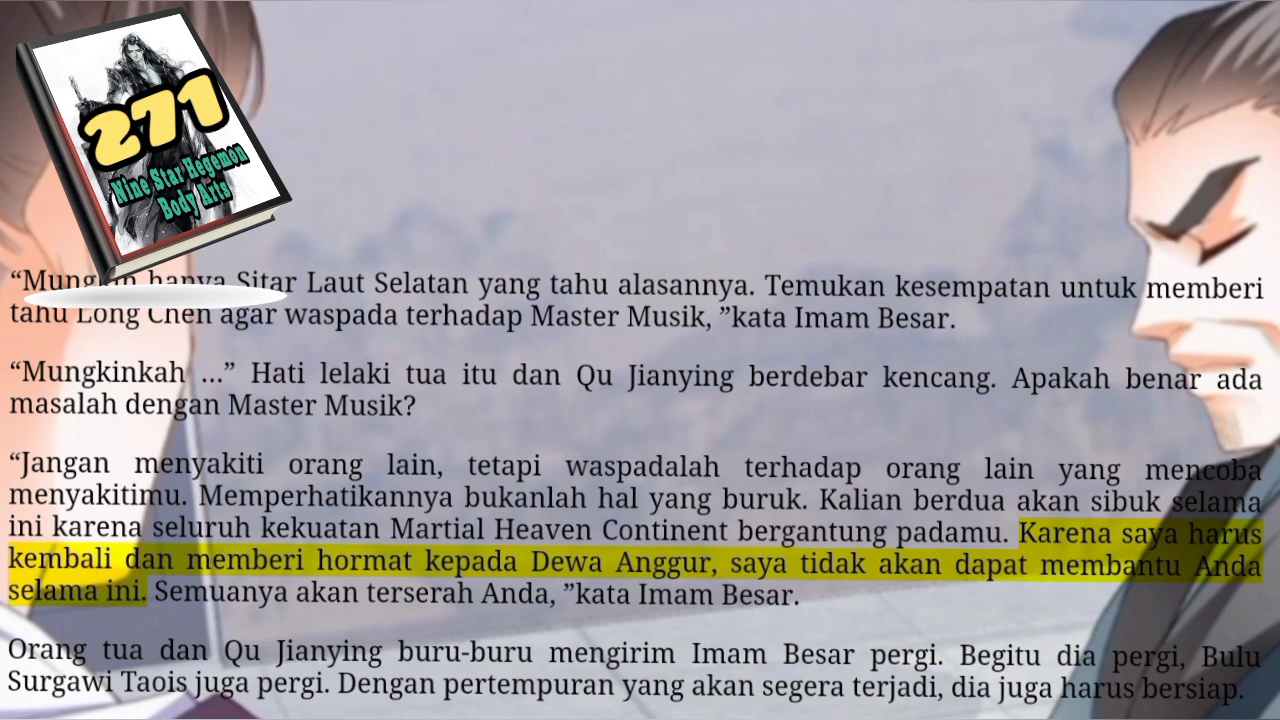 271
Nine Star Hegemon
Body Arts
“Mungkin hanya Sitar Laut Selatan yang tahu alasannya. Temukan kesempatan untuk memberi
tahu Long Chen agar waspada terhadap Master Musik, ”kata Imam Besar.
“Mungkinkah ...” Hati lelaki tua itu dan Qu Jianying berdebar kencang. Apakah benar ada
masalah dengan Master Musik?
“Jangan menyakiti orang lain, tetapi waspadalah terhadap orang lain yang mencoba
menyakitimu. Memperhatikannya bukanlah hal yang buruk. Kalian berdua akan sibuk selama
ini karena seluruh kekuatan Martial Heaven Continent bergantung padamu. Karena saya harus
kembali dan memberi hormat kepada Dewa Anggur, saya tidak akan dapat membantu Anda
selama ini. Semuanya akan terserah Anda, ”kata Imam Besar.
Orang tua dan Qu Jianying buru-buru mengirim Imam Besar pergi. Begitu dia pergi, Bulu
Surgawi Taois juga pergi. Dengan pertempuran yang akan segera terjadi, dia juga harus bersiap.